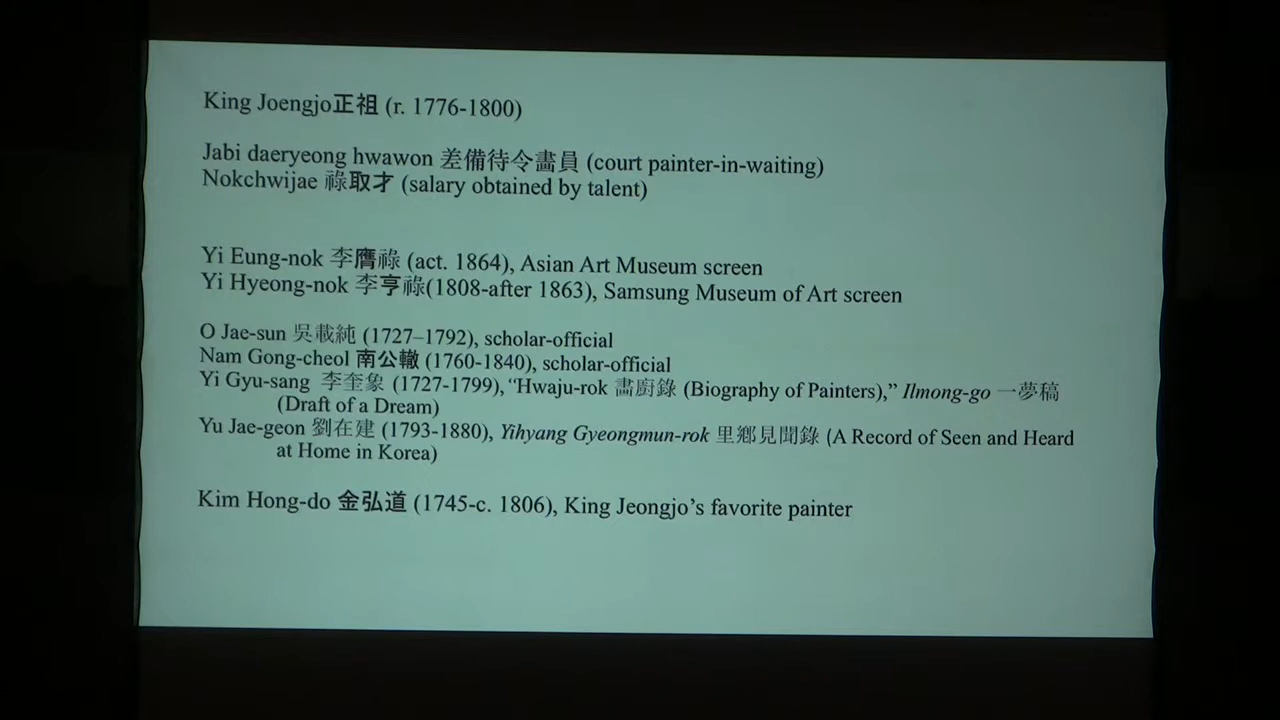 King Joengjo正祖 (r. 1776-1800)
Jabi daeryeong hwawon 差備待令畵員 (court painter-in-waiting)
Nokchwijae 祿取才 (salary obtained by talent)
Yi Eung-nok 李膺祿 (act. 1864), Asian Art Museum screen
Yi Hyeong-nok 李亨祿(1808-after 1863), Samsung Museum of Art screen
O Jae-sun 吳載純 (1727–1792), scholar-official
Nam Gong-cheol 南公轍 (1760-1840), scholar-official
Yi Gyu-sang 李奎象 (1727-1799), “Hwaju-rok 畵廚錄 (Biography of Painters),” Ilmong-go 一夢稿
(Draft of a Dream)
Yu Jae-geon 劉在建 (1793-1880), Yihyang Gyeongmun-rok 里鄕見聞錄 (A Record of Seen and Heard
at Home in Korea)
Kim Hong-do 金弘道 (1745-c. 1806), King Jeongjo’s favorite painter